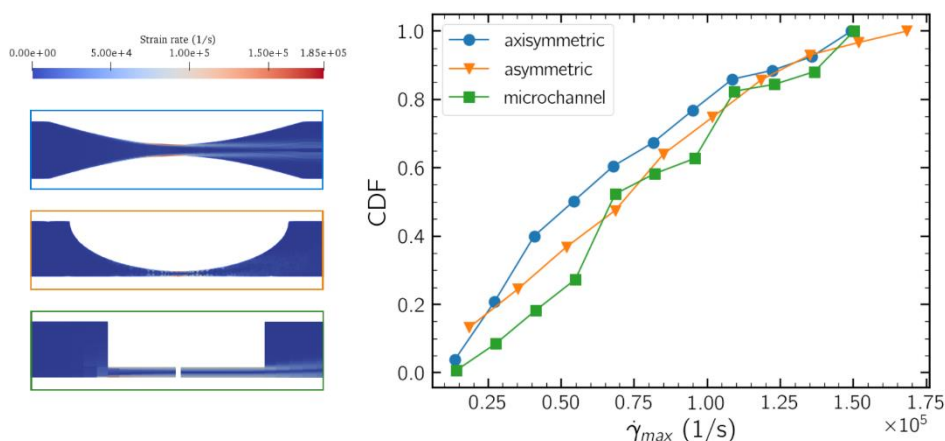 Strain rate (1/s)
0.00e+00 5.00e+4 1.00e+5 1.50e+5 1.85e+05
axisymmetric
asymmetric
microchannel
CDF
1.0
0.8
0.6
0.4
0.2
0.0
0.25 0.50 0.75 1.00 1.25 1.50 1.75
γ̇max (1/s)
×10⁵